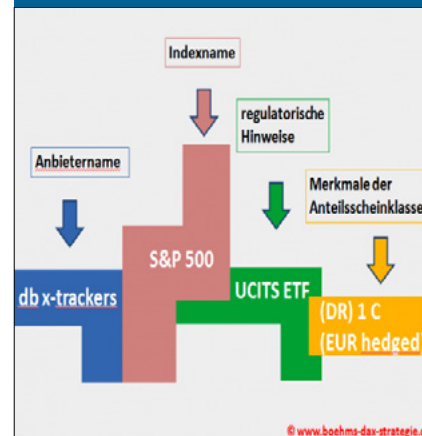 Indexname
regulatorische
Hinweise
Anbietername
Merkmale der
Anteilsscheinklasse
S&P 500
db x-trackers
UCITS ETF
(DR) 1 C
(EUR hedged)
© www.boehms-dax-strategie.c